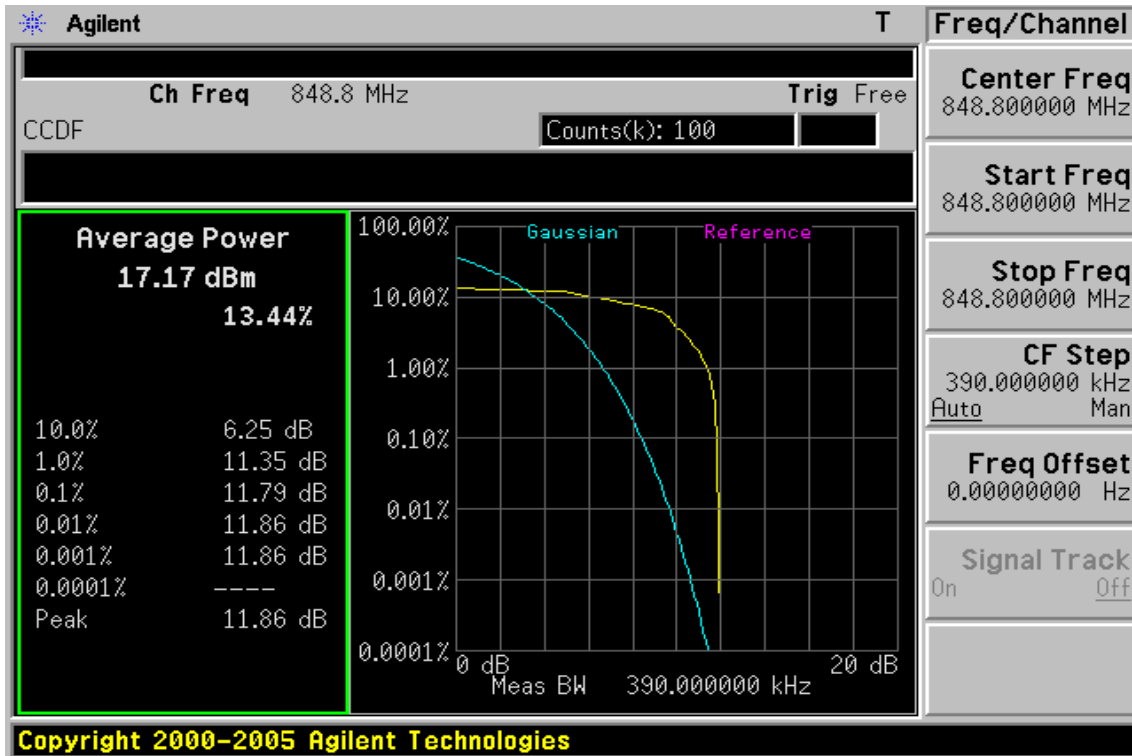 Agilent T
Ch Freq 848.8 MHz Trig Free
CCDF Counts(k): 100
Average Power
17.17 dBm
13.44%
10.0% 6.25 dB
1.0% 11.35 dB
0.1% 11.79 dB
0.01% 11.86 dB
0.001% 11.86 dB
0.0001% ----
Peak 11.86 dB
Gaussian Reference
100.00%
10.00%
1.00%
0.10%
0.01%
0.001%
0.0001%
0 dB 20 dB
Meas BW 390.000000 kHz
Freq/Channel
Center Freq
848.800000 MHz
Start Freq
848.800000 MHz
Stop Freq
848.800000 MHz
CF Step
390.000000 kHz
Auto Man
Freq Offset
0.00000000 Hz
Signal Track
On Off
Copyright 2000-2005 Agilent Technologies